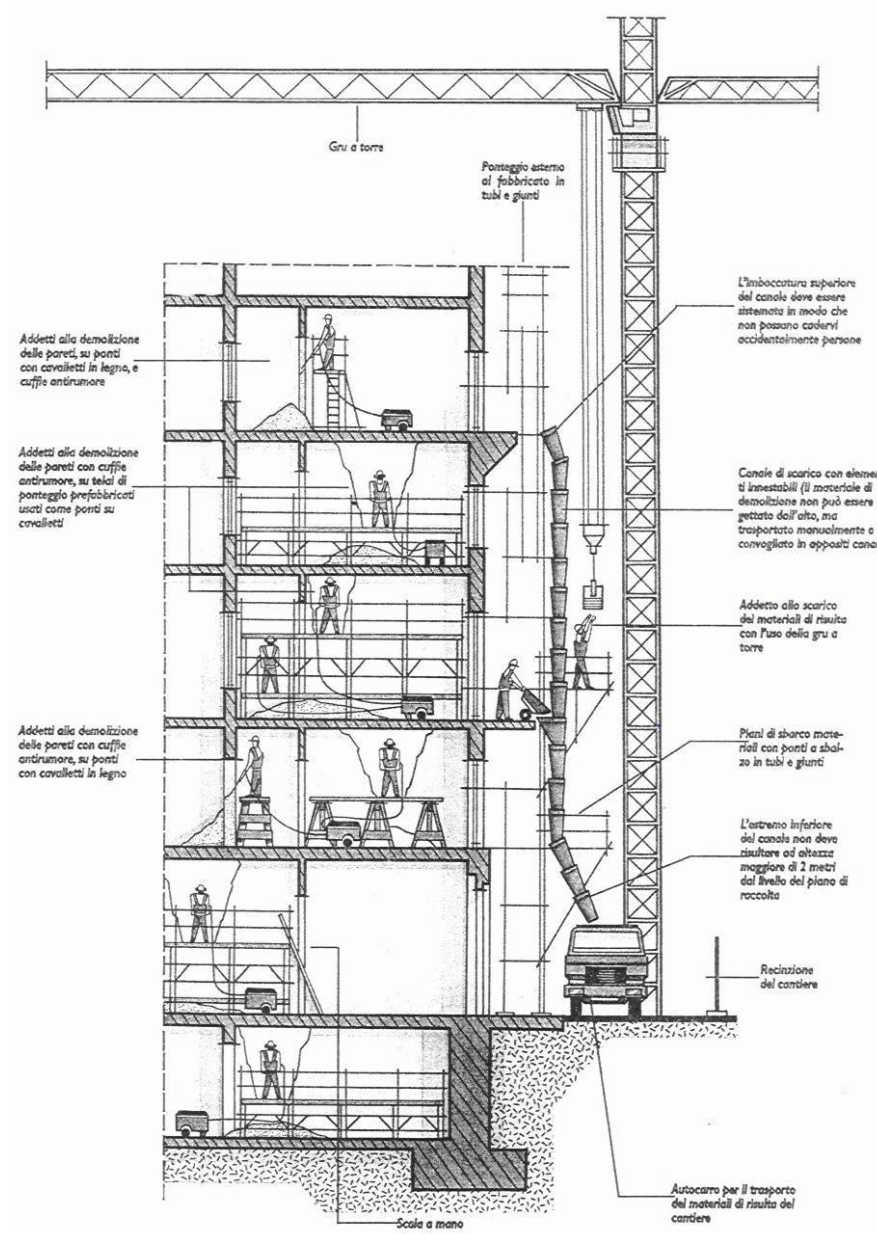 Gru a torre
Ponteggio esterno
al fabbricato in
tubi e giunti
L'imboccatura superiore
del canale deve essere
sistemata in modo che
non possano cadervi
accidentalmente persone
Addetti alla demolizione
delle pareti, su ponti
con cavalletti in legno, e
cuffie antirumore
Addetti alla demolizione
delle pareti con cuffie
antirumore, su telai di
ponteggio prefabbricati
usati come ponti su
cavalletti
Canale di scarico con elemen
ti innestabili (il materiale di
demolizione non può essere
gettato dall'alto, ma
trasportato manualmente e
convogliato in appositi cana
Addetto allo scarico
dei materiali di risulta
con l'uso della gru a
torre
Addetti alla demolizione
delle pareti con cuffie
antirumore, su ponti
con cavalletti in legno
Piani di sbarco mate-
riali con ponti a sbal-
zo in tubi e giunti
L'estremo inferiore
del canale non deve
risultare ad altezza
maggiore di 2 metri
dal livello del piano di
raccolta
Recinzione
del cantiere
Autocarro per il trasporto
dei materiali di risulta del
cantiere
Scala a mano